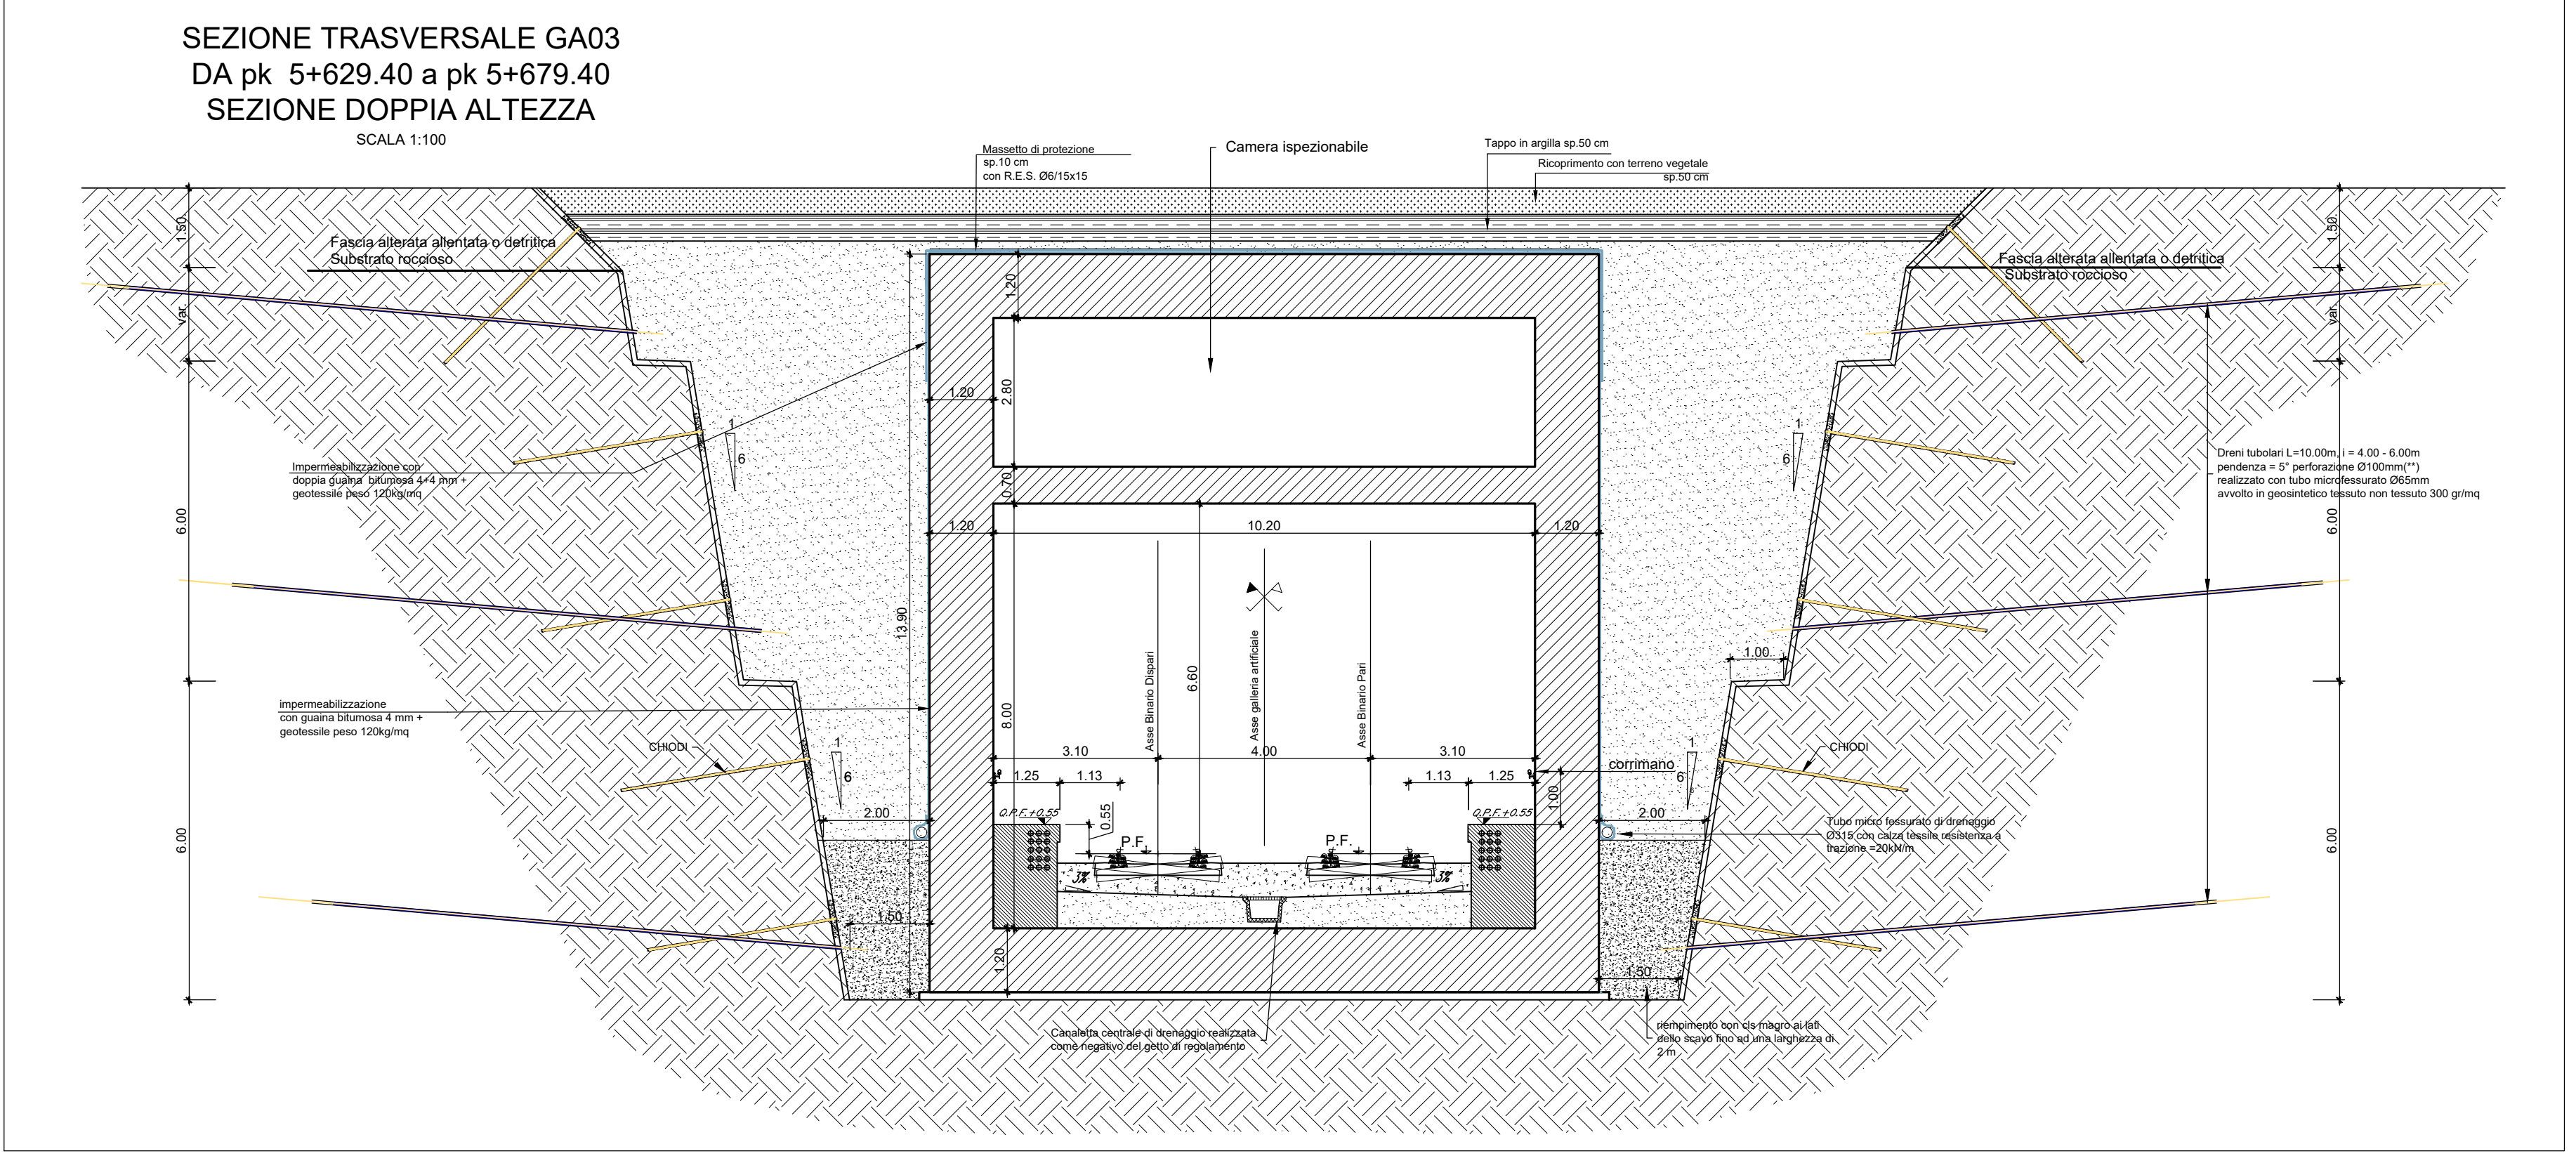 SEZIONE TRASVERSALE GA03
DA pk 5+629.40 a pk 5+679.40
SEZIONE DOPPIA ALTEZZA
SCALA 1:100
Massetto di protezione
sp.10 cm
con R.E.S. Ø6/15x15
Camera ispezionabile
Tappo in argilla sp.50 cm
Ricoprimento con terreno vegetale
sp.50 cm
1.50
Fascia alterata allentata o detritica
Substrato roccioso
var.
1.50
Fascia alterata allentata o detritica
Substrato roccioso
var.
1.20
2.80
1.20
0.70
1
6
1
6
Impermeabilizzazione con
doppia guaina bitumosa 4+4 mm +
geotessile peso 120kg/mq
Dreni tubolari L=10.00m, i = 4.00 - 6.00m
pendenza = 5° perforazione Ø100mm(**)
realizzato con tubo microfessurato Ø65mm
avvolto in geosintetico tessuto non tessuto 300 gr/mq
6.00
6.00
1.20
10.20
1.20
13.90
8.00
6.60
Asse Binario Dispari
Asse galleria artificiale
Asse Binario Pari
1.00
impermeabilizzazione
con guaina bitumosa 4 mm +
geotessile peso 120kg/mq
CHIODI
1
6
3.10
4.00
3.10
1.25
1.13
1.13
1.25
corrimano
1
6
CHIODI
1.00
2.00
Q.P.F.+0.55
0.55
Q.P.F.+0.55
2.00
P.F.
P.F.
3%
3%
Tubo micro fessurato di drenaggio
Ø315 con calza tessile resistenza a
trazione =20kN/m
6.00
6.00
1.50
1.20
1.50
Canaletta centrale di drenaggio realizzata
come negativo del getto di regolamento
riempimento con cls magro ai lati
dello scavo fino ad una larghezza di
2 m